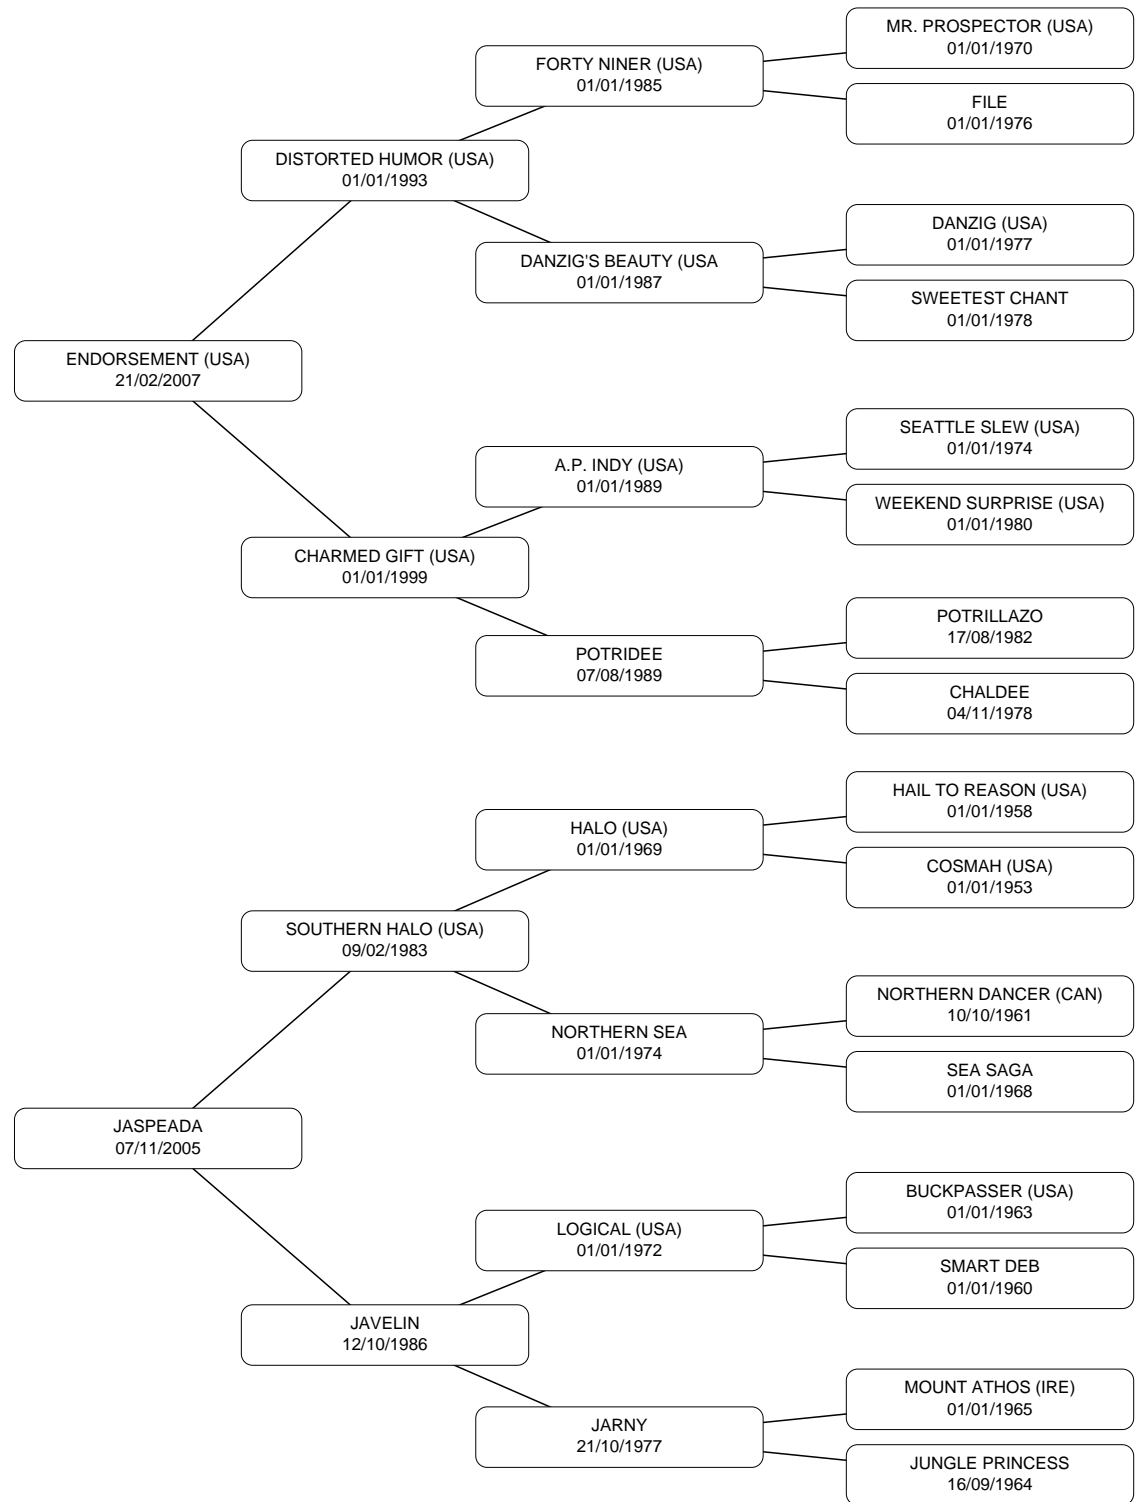 MR. PROSPECTOR (USA)
01/01/1970
FORTY NINER (USA)
01/01/1985
FILE
01/01/1976
DISTORTED HUMOR (USA)
01/01/1993
DANZIG (USA)
01/01/1977
DANZIG'S BEAUTY (USA
01/01/1987
SWEETEST CHANT
01/01/1978
ENDORSEMENT (USA)
21/02/2007
SEATTLE SLEW (USA)
01/01/1974
A.P. INDY (USA)
01/01/1989
WEEKEND SURPRISE (USA)
01/01/1980
CHARMED GIFT (USA)
01/01/1999
POTRILLAZO
17/08/1982
POTRIDEE
07/08/1989
CHALDEE
04/11/1978
HAIL TO REASON (USA)
01/01/1958
HALO (USA)
01/01/1969
COSMAH (USA)
01/01/1953
SOUTHERN HALO (USA)
09/02/1983
NORTHERN DANCER (CAN)
10/10/1961
NORTHERN SEA
01/01/1974
SEA SAGA
01/01/1968
JASPEADA
07/11/2005
BUCKPASSER (USA)
01/01/1963
LOGICAL (USA)
01/01/1972
SMART DEB
01/01/1960
JAVELIN
12/10/1986
MOUNT ATHOS (IRE)
01/01/1965
JARNY
21/10/1977
JUNGLE PRINCESS
16/09/1964